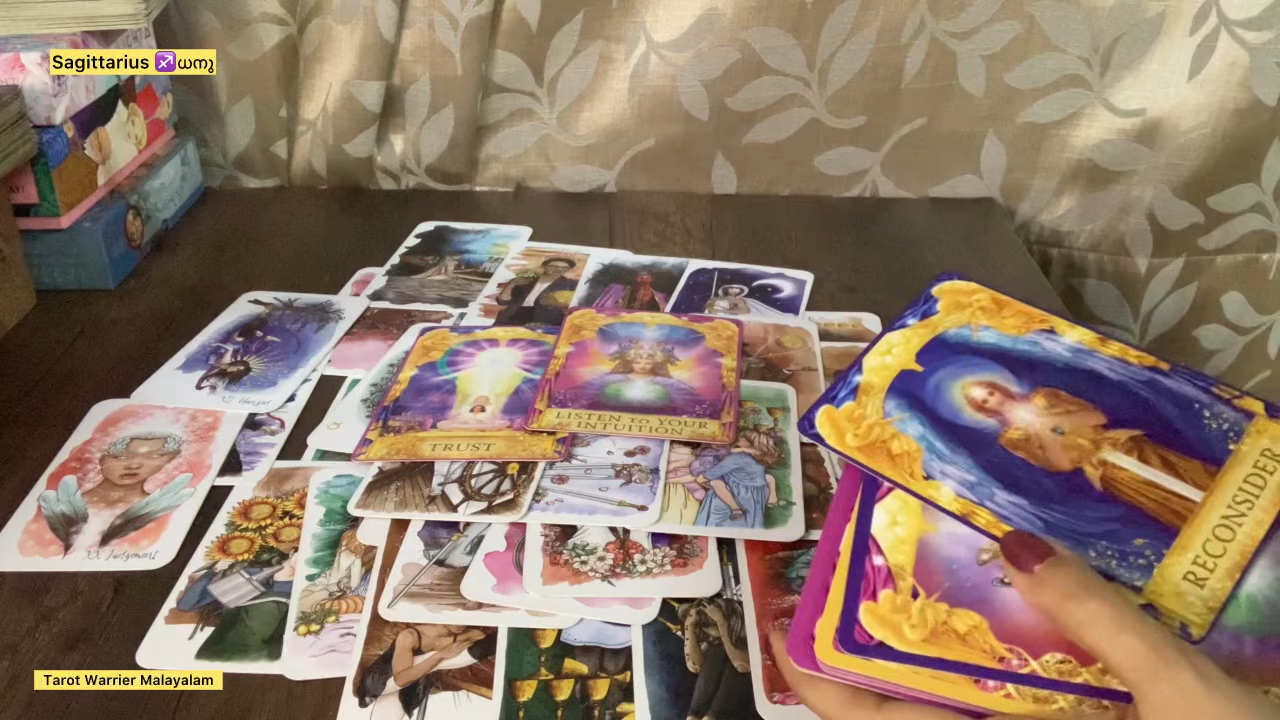 Sagittarius ♐ധനു
TRUST
LISTEN TO YOUR
INTUITION
RECONSIDER
XX Judgement
Tarot Warrier Malayalam